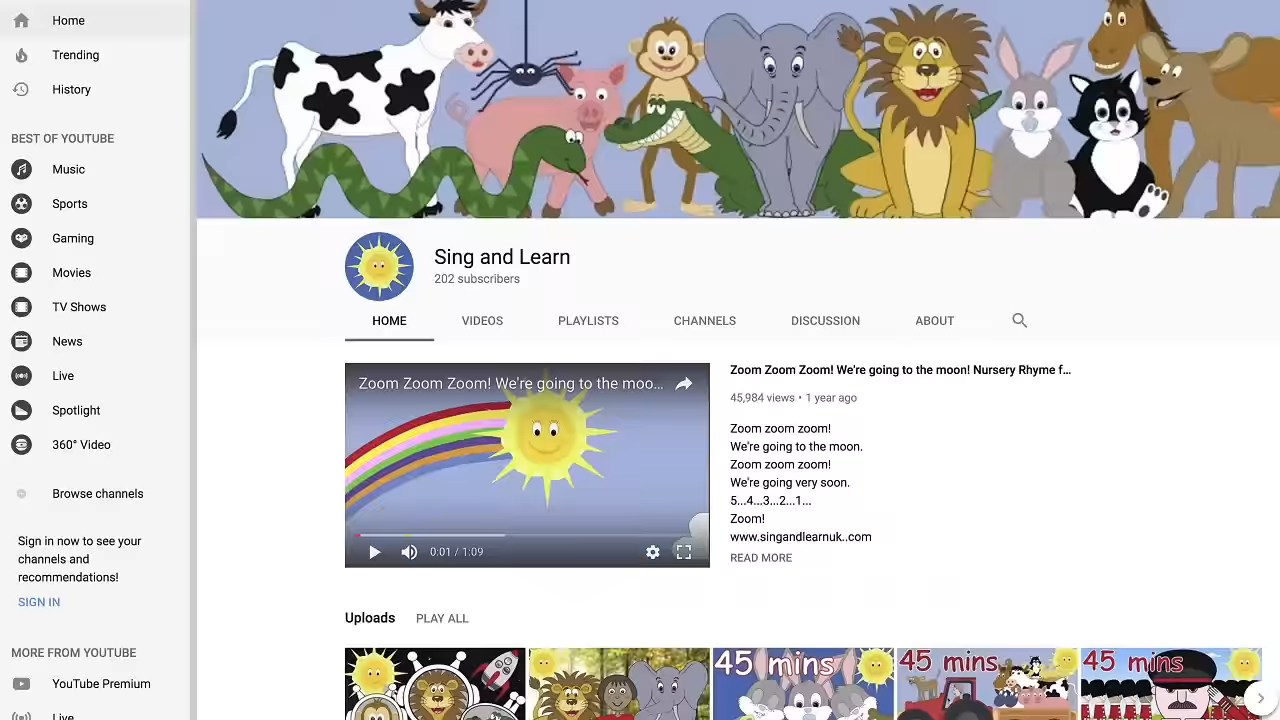 Home
Trending
History
BEST OF YOUTUBE
Music
Sports
Gaming
Movies
TV Shows
News
Live
Spotlight
360° Video
Browse channels
Sign in now to see your
channels and
recommendations!
SIGN IN
MORE FROM YOUTUBE
YouTube Premium
Live
Sing and Learn
202 subscribers
HOME
VIDEOS
PLAYLISTS
CHANNELS
DISCUSSION
ABOUT
Zoom Zoom Zoom! We're going to the moo...
0:01 / 1:09
Zoom Zoom Zoom! We're going to the moon! Nursery Rhyme f...
45,984 views • 1 year ago
Zoom zoom zoom!
We're going to the moon.
Zoom zoom zoom!
We're going very soon.
5...4...3...2...1...
Zoom!
www.singandlearnuk..com
READ MORE
Uploads
PLAY ALL
45 mins
45 mins
45 mins